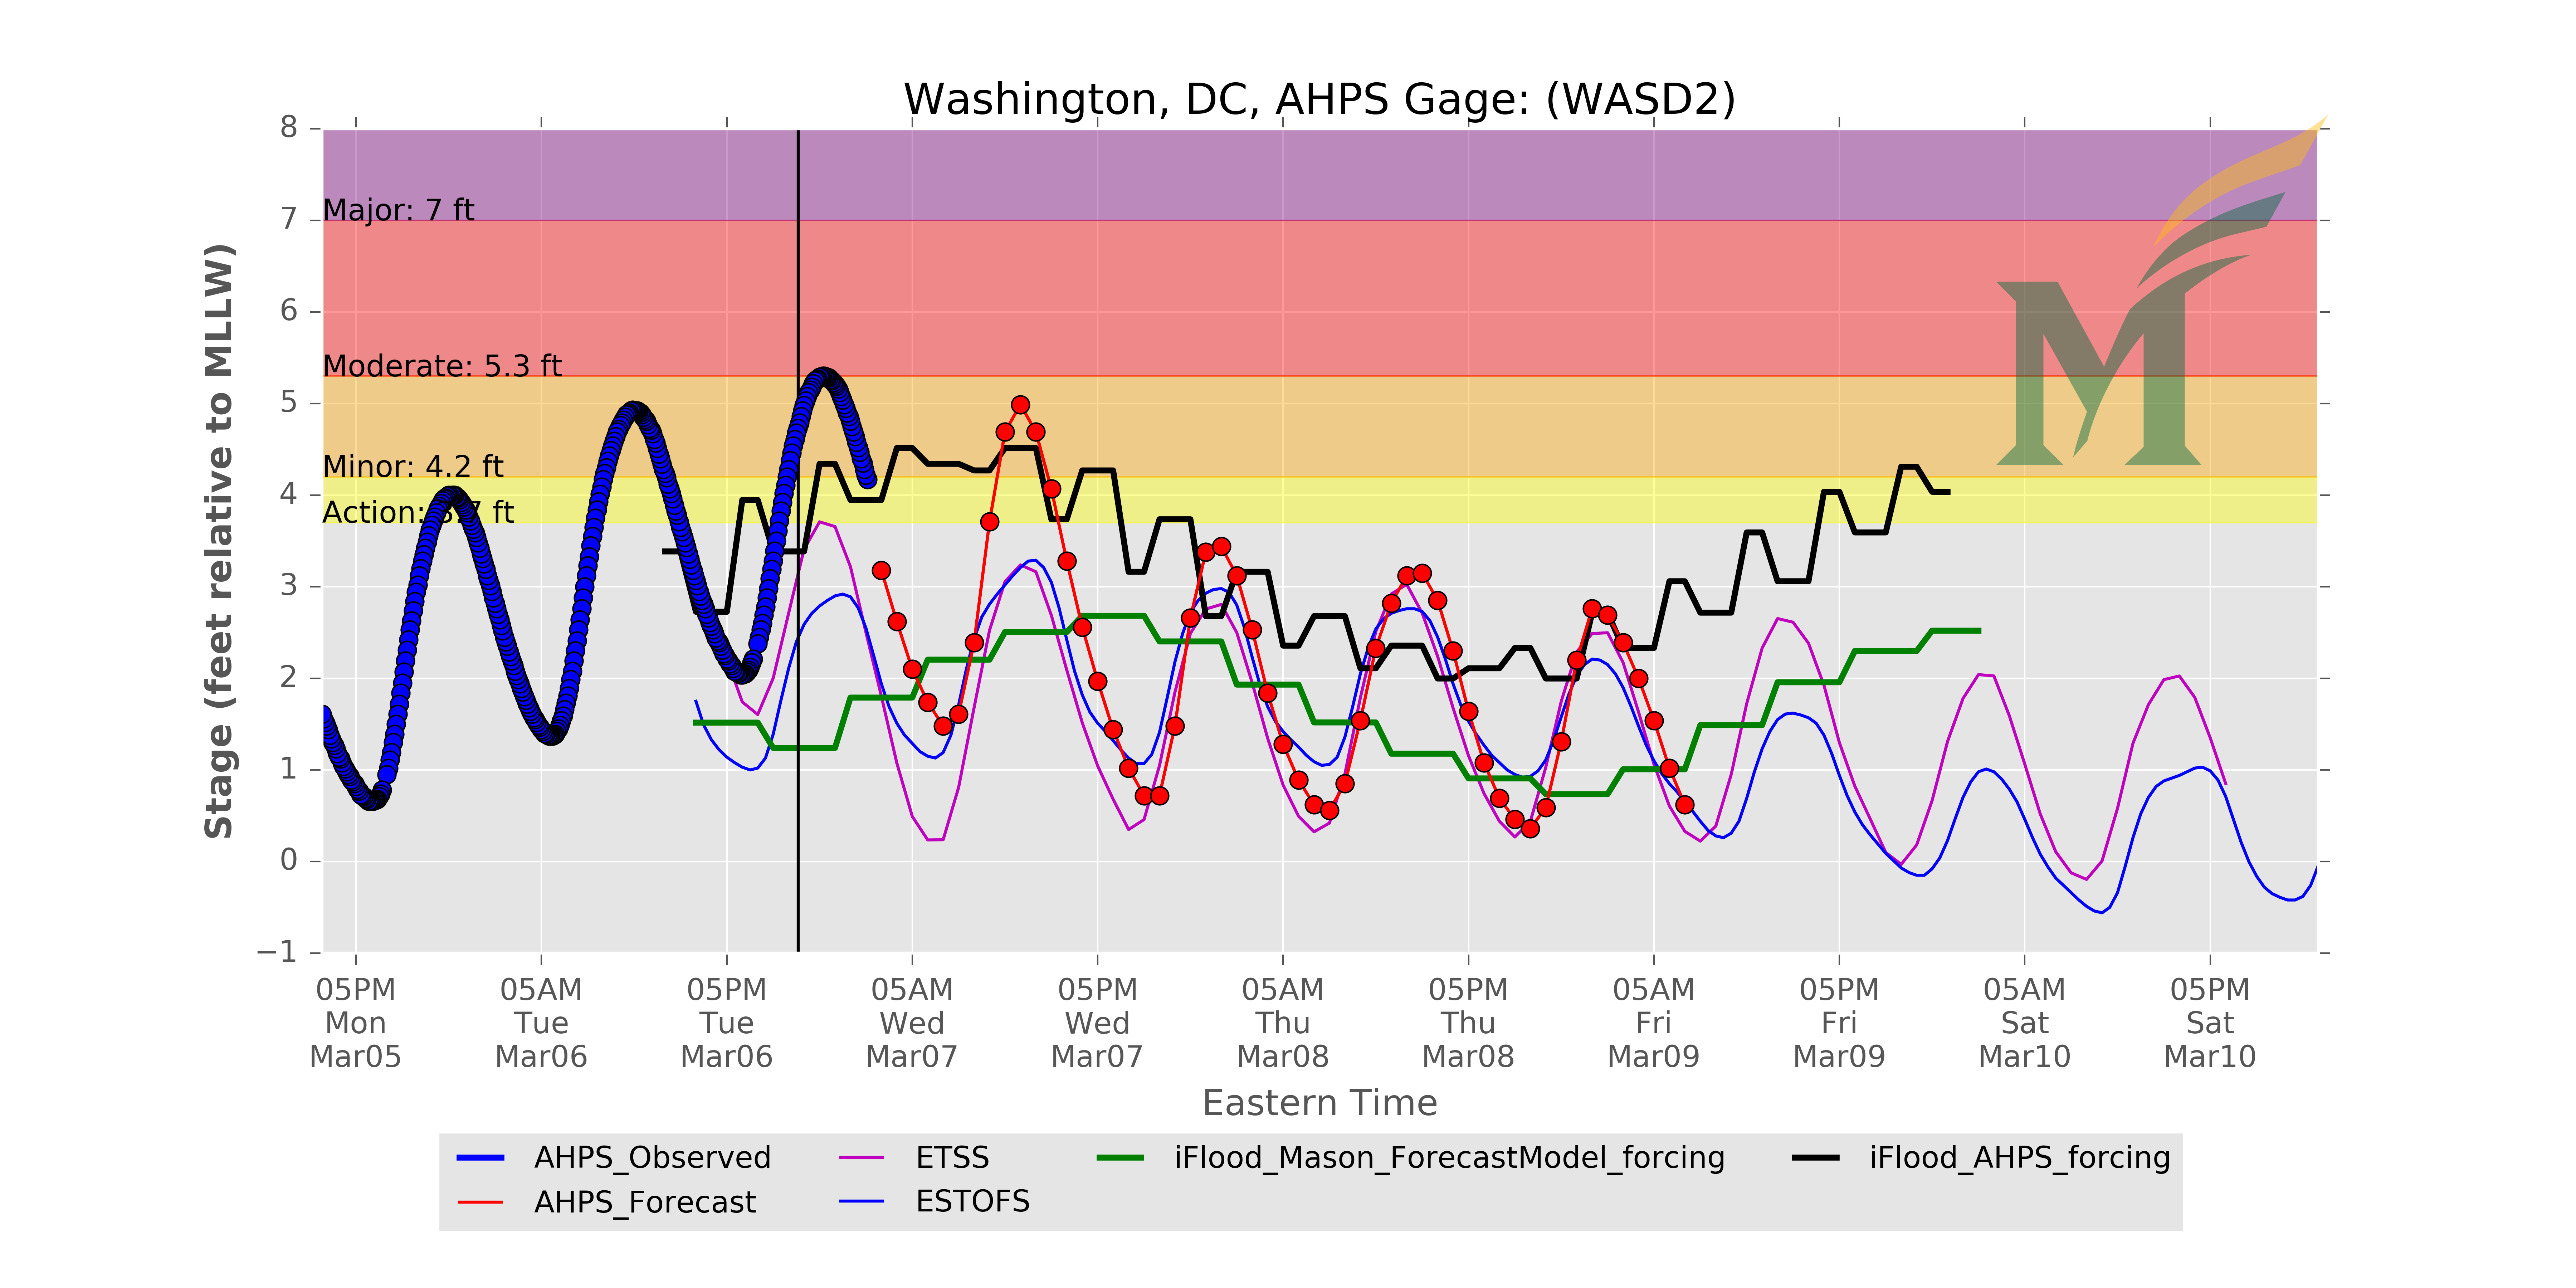 Washington, DC, AHPS Gage: (WASD2)
Stage (feet relative to MLLW)
8
7
6
5
4
3
2
1
0
−1
Major: 7 ft
Moderate: 5.3 ft
Minor: 4.2 ft
Action: 3.7 ft
05PM 05AM 05PM 05AM 05PM 05AM 05PM 05AM 05PM 05AM 05PM
Mon Tue Tue Wed Wed Thu Thu Fri Fri Sat Sat
Mar05 Mar06 Mar06 Mar07 Mar07 Mar08 Mar08 Mar09 Mar09 Mar10 Mar10
Eastern Time
AHPS_Observed ETSS iFlood_Mason_ForecastModel_forcing iFlood_AHPS_forcing
AHPS_Forecast ESTOFS
M